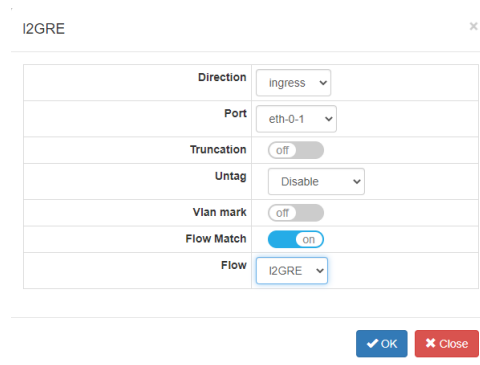 l2GRE ×
Direction ingress
Port eth-0-1
Truncation off
Untag Disable
Vlan mark off
Flow Match on
Flow l2GRE
OK Close